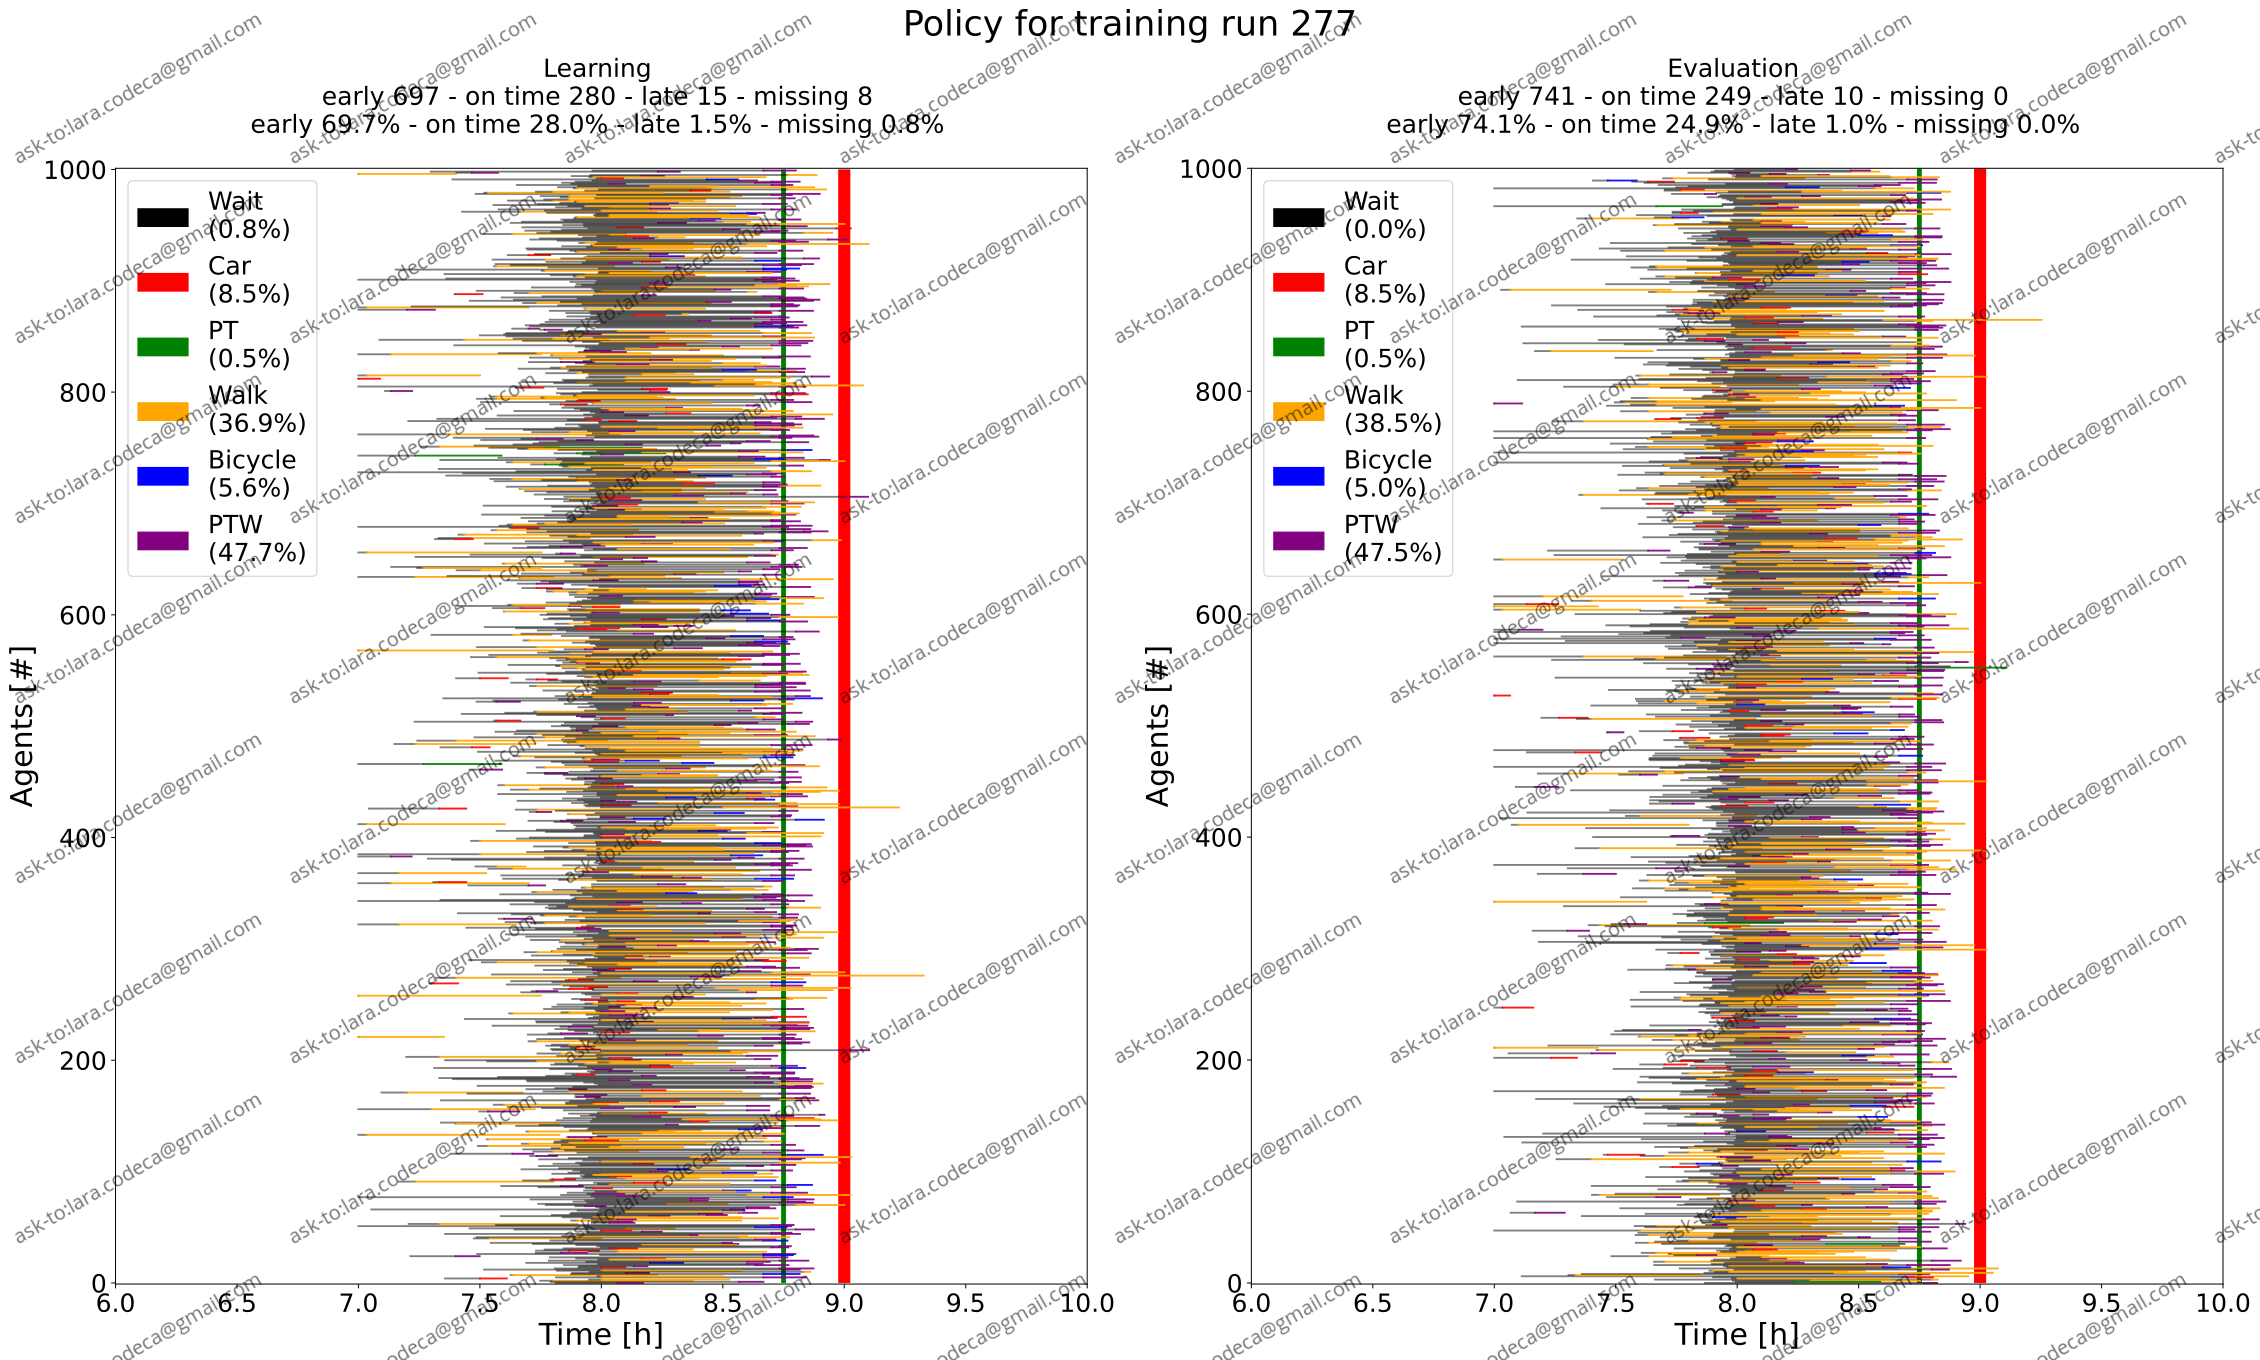 Policy for training run 277
Learning
early 697 - on time 280 - late 15 - missing 8
early 69.7% - on time 28.0% - late 1.5% - missing 0.8%
Agents [#]
1000
800
600
400
200
0
Wait
(0.8%)
Car
(8.5%)
PT
(0.5%)
Walk
(36.9%)
Bicycle
(5.6%)
PTW
(47.7%)
6.0 6.5 7.0 7.5 8.0 8.5 9.0 9.5 10.0
Time [h]
Evaluation
early 741 - on time 249 - late 10 - missing 0
early 74.1% - on time 24.9% - late 1.0% - missing 0.0%
Agents [#]
1000
800
600
400
200
0
Wait
(0.0%)
Car
(8.5%)
PT
(0.5%)
Walk
(38.5%)
Bicycle
(5.0%)
PTW
(47.5%)
6.0 6.5 7.0 7.5 8.0 8.5 9.0 9.5 10.0
Time [h]
ask-to:lara.codeca@gmail.com